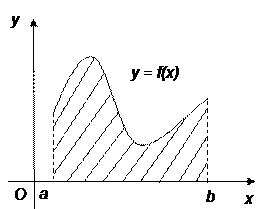 y
y = f(x)
O a b x